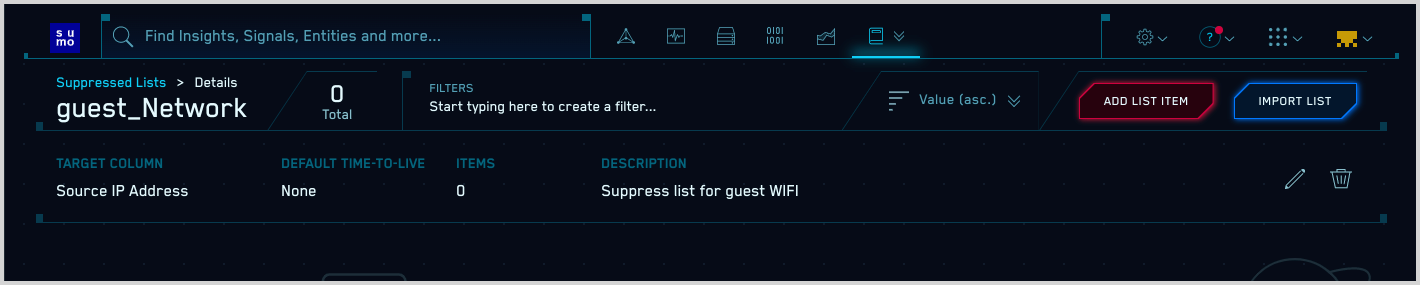 su
mo
Find Insights, Signals, Entities and more...
0101
1001
?
Suppressed Lists > Details
guest_Network
0
Total
FILTERS
Start typing here to create a filter...
Value (asc.)
ADD LIST ITEM
IMPORT LIST
TARGET COLUMN
DEFAULT TIME-TO-LIVE
ITEMS
DESCRIPTION
Source IP Address
None
0
Suppress list for guest WIFI